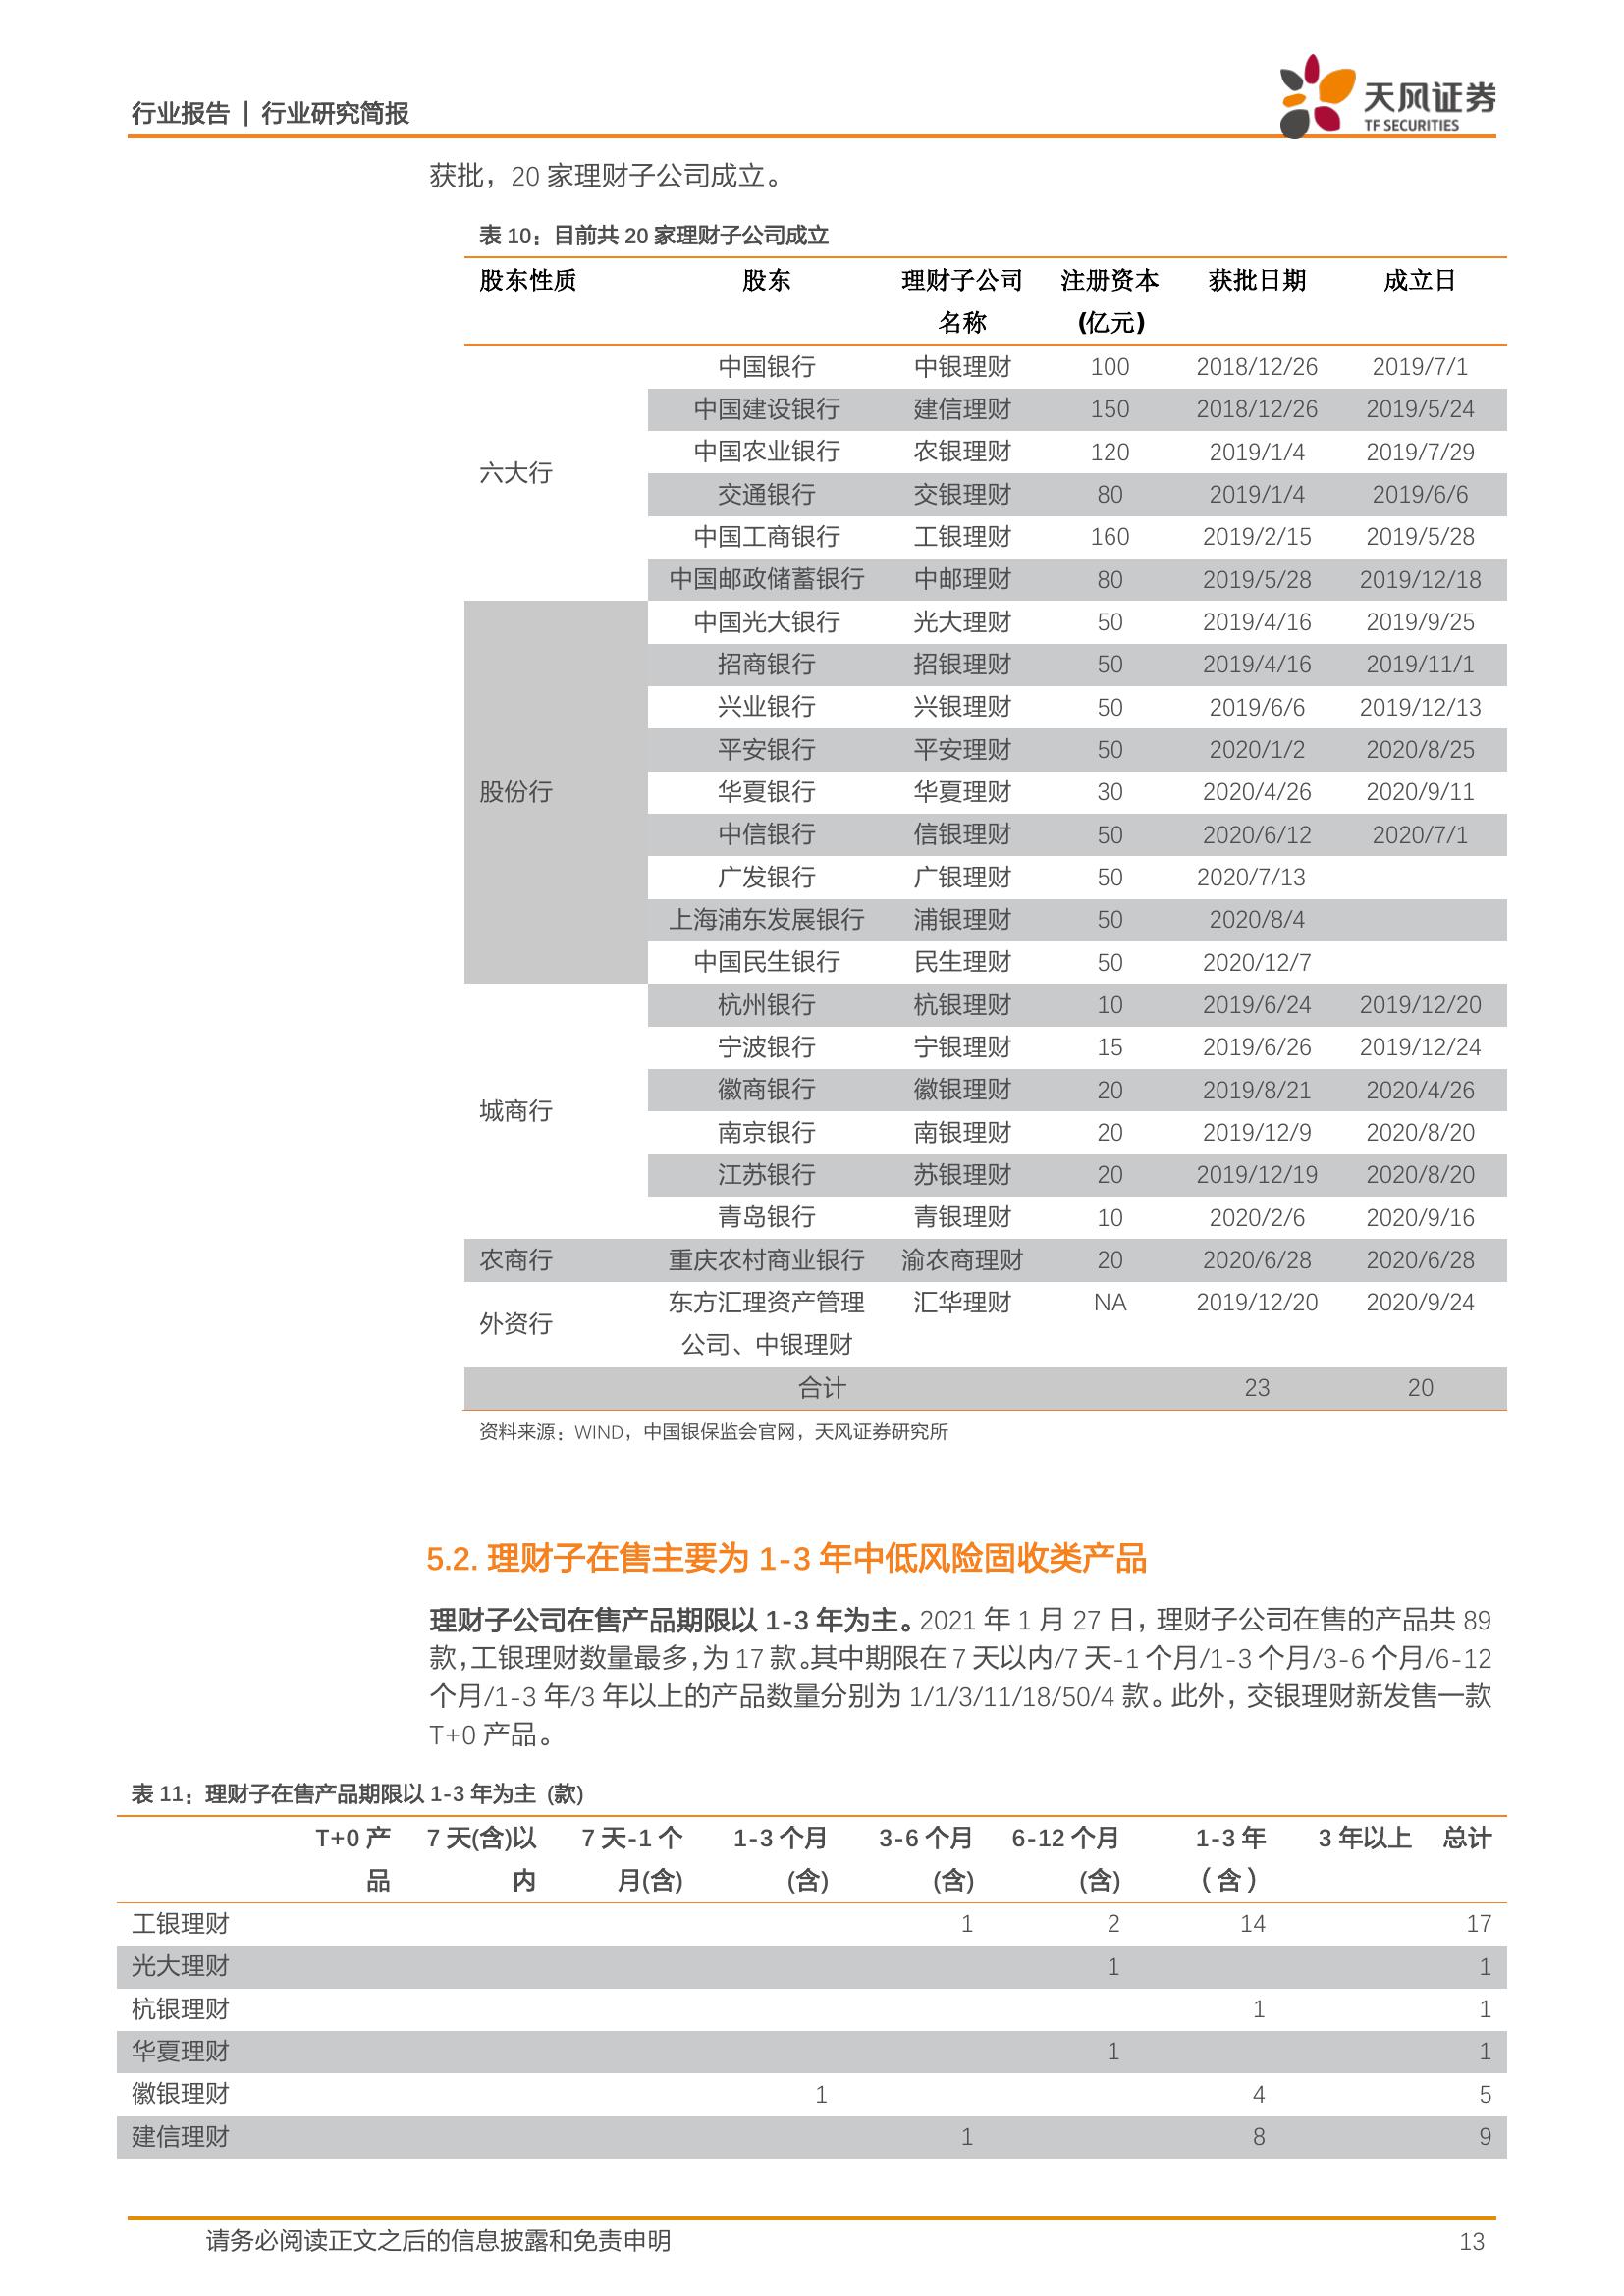 行业报告 | 行业研究简报
天风证券
TF SECURITIES
获批，20 家理财子公司成立。
表 10：目前共 20 家理财子公司成立
股东性质 股东 理财子公司 注册资本 获批日期 成立日
名称 (亿元)
中国银行 中银理财 100 2018/12/26 2019/7/1
中国建设银行 建信理财 150 2018/12/26 2019/5/24
中国农业银行 农银理财 120 2019/1/4 2019/7/29
六大行
交通银行 交银理财 80 2019/1/4 2019/6/6
中国工商银行 工银理财 160 2019/2/15 2019/5/28
中国邮政储蓄银行 中邮理财 80 2019/5/28 2019/12/18
中国光大银行 光大理财 50 2019/4/16 2019/9/25
招商银行 招银理财 50 2019/4/16 2019/11/1
兴业银行 兴银理财 50 2019/6/6 2019/12/13
平安银行 平安理财 50 2020/1/2 2020/8/25
股份行 华夏银行 华夏理财 30 2020/4/26 2020/9/11
中信银行 信银理财 50 2020/6/12 2020/7/1
广发银行 广银理财 50 2020/7/13
上海浦东发展银行 浦银理财 50 2020/8/4
中国民生银行 民生理财 50 2020/12/7
杭州银行 杭银理财 10 2019/6/24 2019/12/20
宁波银行 宁银理财 15 2019/6/26 2019/12/24
徽商银行 徽银理财 20 2019/8/21 2020/4/26
城商行
南京银行 南银理财 20 2019/12/9 2020/8/20
江苏银行 苏银理财 20 2019/12/19 2020/8/20
青岛银行 青银理财 10 2020/2/6 2020/9/16
农商行 重庆农村商业银行 渝农商理财 20 2020/6/28 2020/6/28
东方汇理资产管理 汇华理财 NA 2019/12/20 2020/9/24
外资行
公司、中银理财
合计 23 20
资料来源：WIND，中国银保监会官网，天风证券研究所
5.2. 理财子在售主要为 1-3 年中低风险固收类产品
理财子公司在售产品期限以 1-3 年为主。2021 年 1 月 27 日，理财子公司在售的产品共 89
款，工银理财数量最多，为 17 款。其中期限在 7 天以内/7 天-1 个月/1-3 个月/3-6 个月/6-12
个月/1-3 年/3 年以上的产品数量分别为 1/1/3/11/18/50/4 款。此外，交银理财新发售一款
T+0 产品。
表 11：理财子在售产品期限以 1-3 年为主 (款)
T+0 产 7 天(含)以 7 天-1 个 1-3 个月 3-6 个月 6-12 个月 1-3 年 3 年以上 总计
品 内 月(含) (含) (含) (含) （含）
工银理财 1 2 14 17
光大理财 1 1
杭银理财 1 1
华夏理财 1 1
徽银理财 1 4 5
建信理财 1 8 9
请务必阅读正文之后的信息披露和免责申明 13